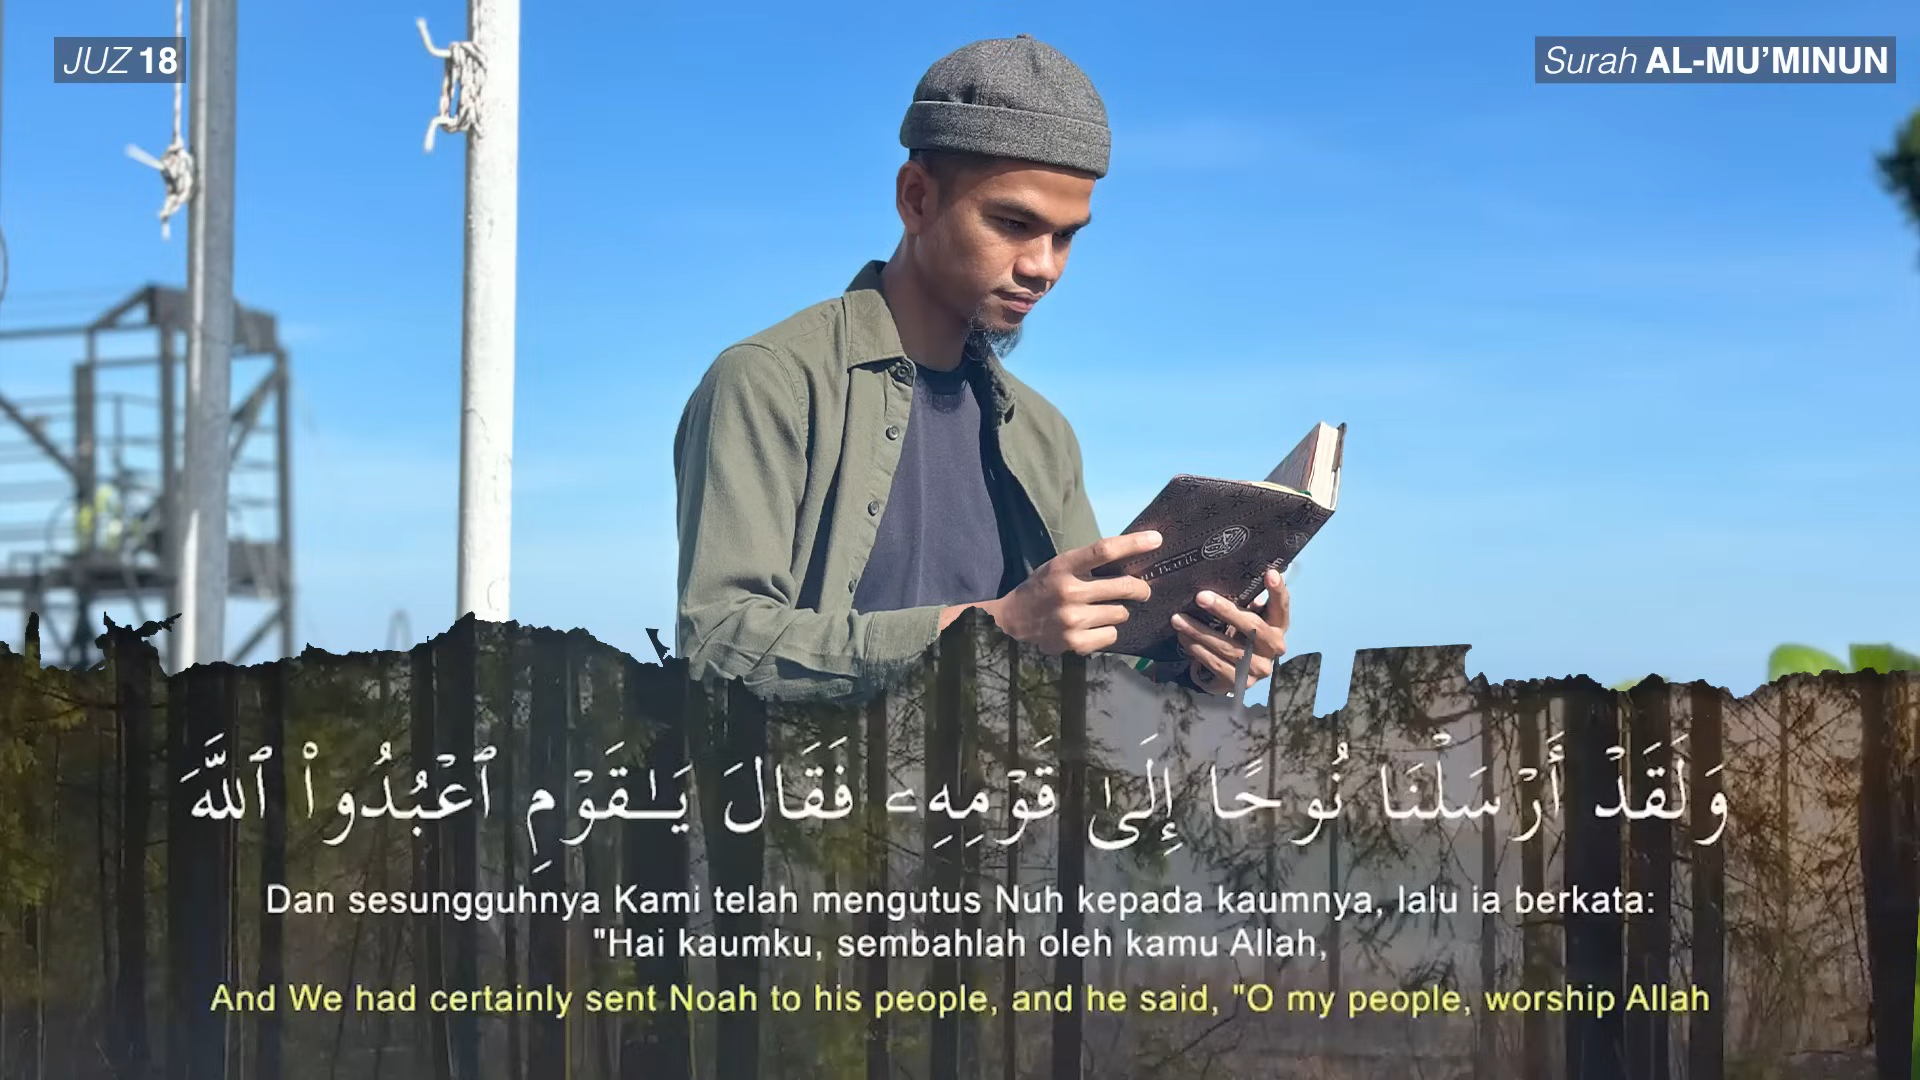 JUZ 18
Surah AL-MU’MINUN
وَلَقَدْ أَرْسَلْنَا نُوحًا إِلَىٰ قَوْمِهِۦ فَقَالَ يَـٰقَوْمِ ٱعْبُدُوا۟ ٱللَّهَ
Dan sesungguhnya Kami telah mengutus Nuh kepada kaumnya, lalu ia berkata:
"Hai kaumku, sembahlah oleh kamu Allah,
And We had certainly sent Noah to his people, and he said, "O my people, worship Allah